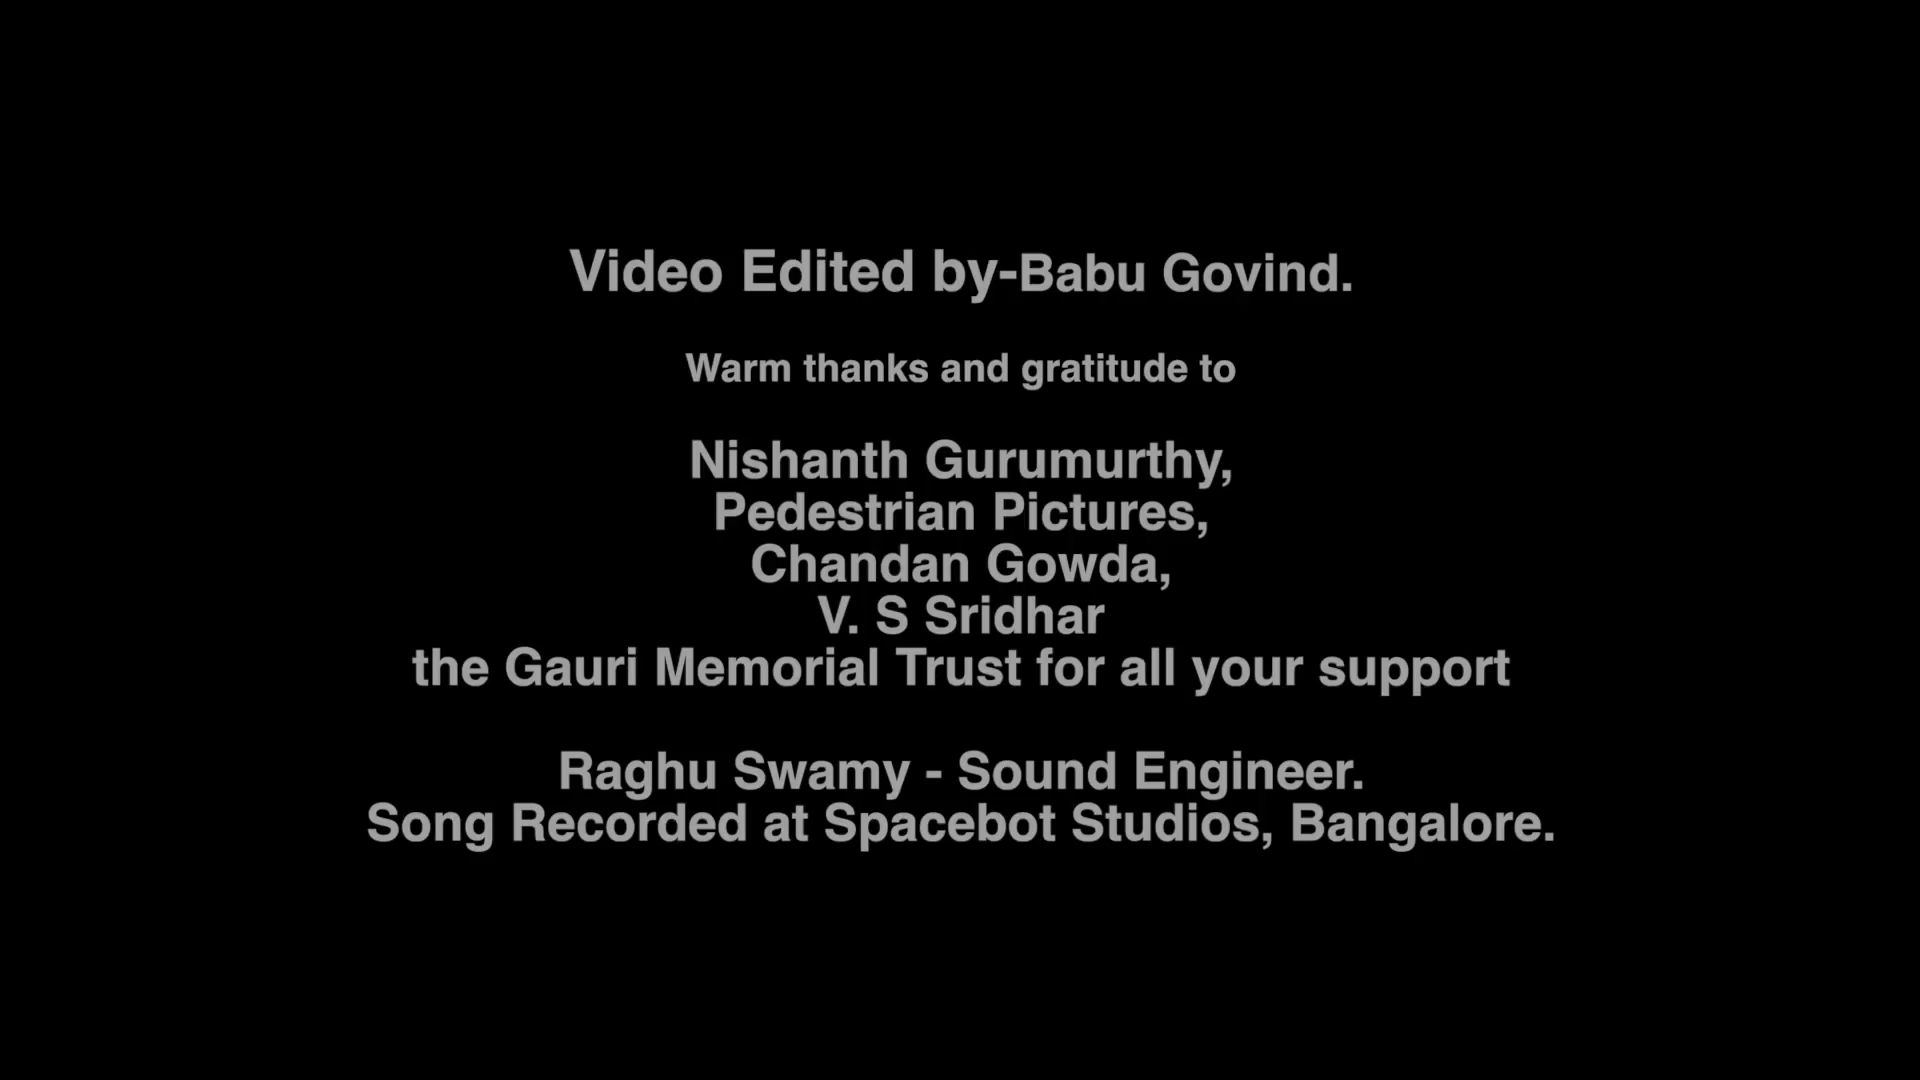 Video Edited by-Babu Govind.
Warm thanks and gratitude to
Nishanth Gurumurthy,
Pedestrian Pictures,
Chandan Gowda,
V. S Sridhar
the Gauri Memorial Trust for all your support
Raghu Swamy - Sound Engineer.
Song Recorded at Spacebot Studios, Bangalore.